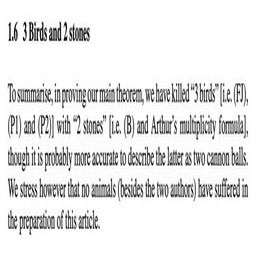 1.6 3 Birds and 2 stones
To summarise, in proving our main theorem, we have killed “3 birds” [i.e. (FJ),
(P1) and (P2)] with “2 stones” [i.e. (B) and Arthur’s multiplicity formula],
though it is probably more accurate to describe the latter as two cannon balls.
We stress however that no animals (besides the two authors) have suffered in
the preparation of this article.